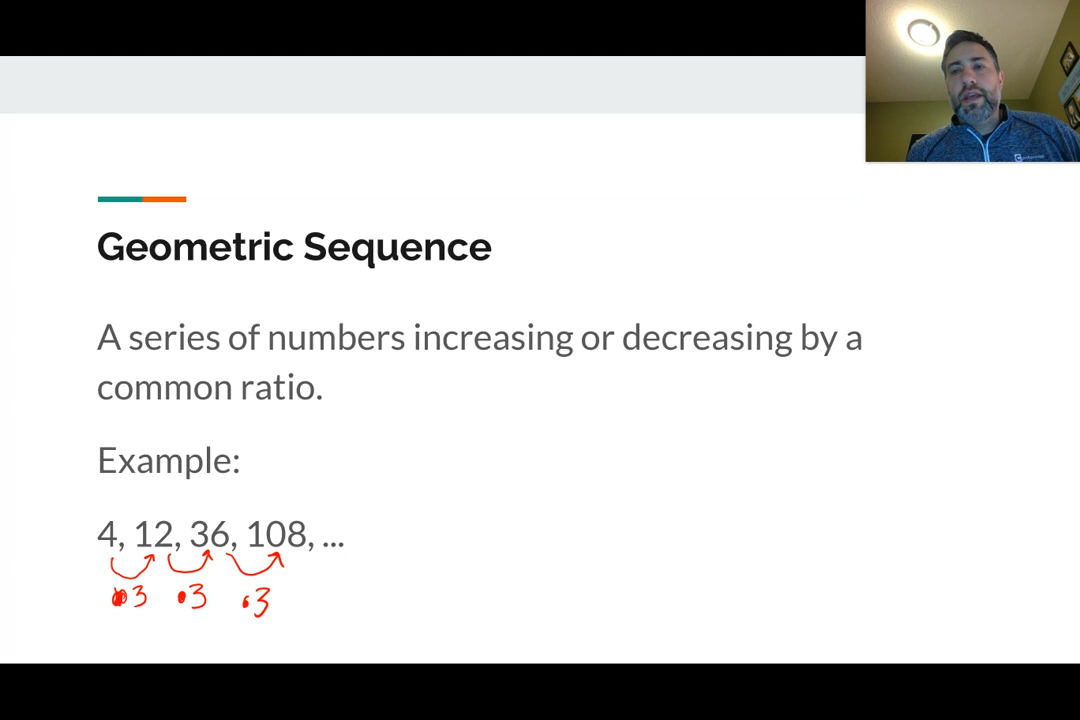 Geometric Sequence
A series of numbers increasing or decreasing by a
common ratio.
Example:
4, 12, 36, 108, ...
•3 •3 •3